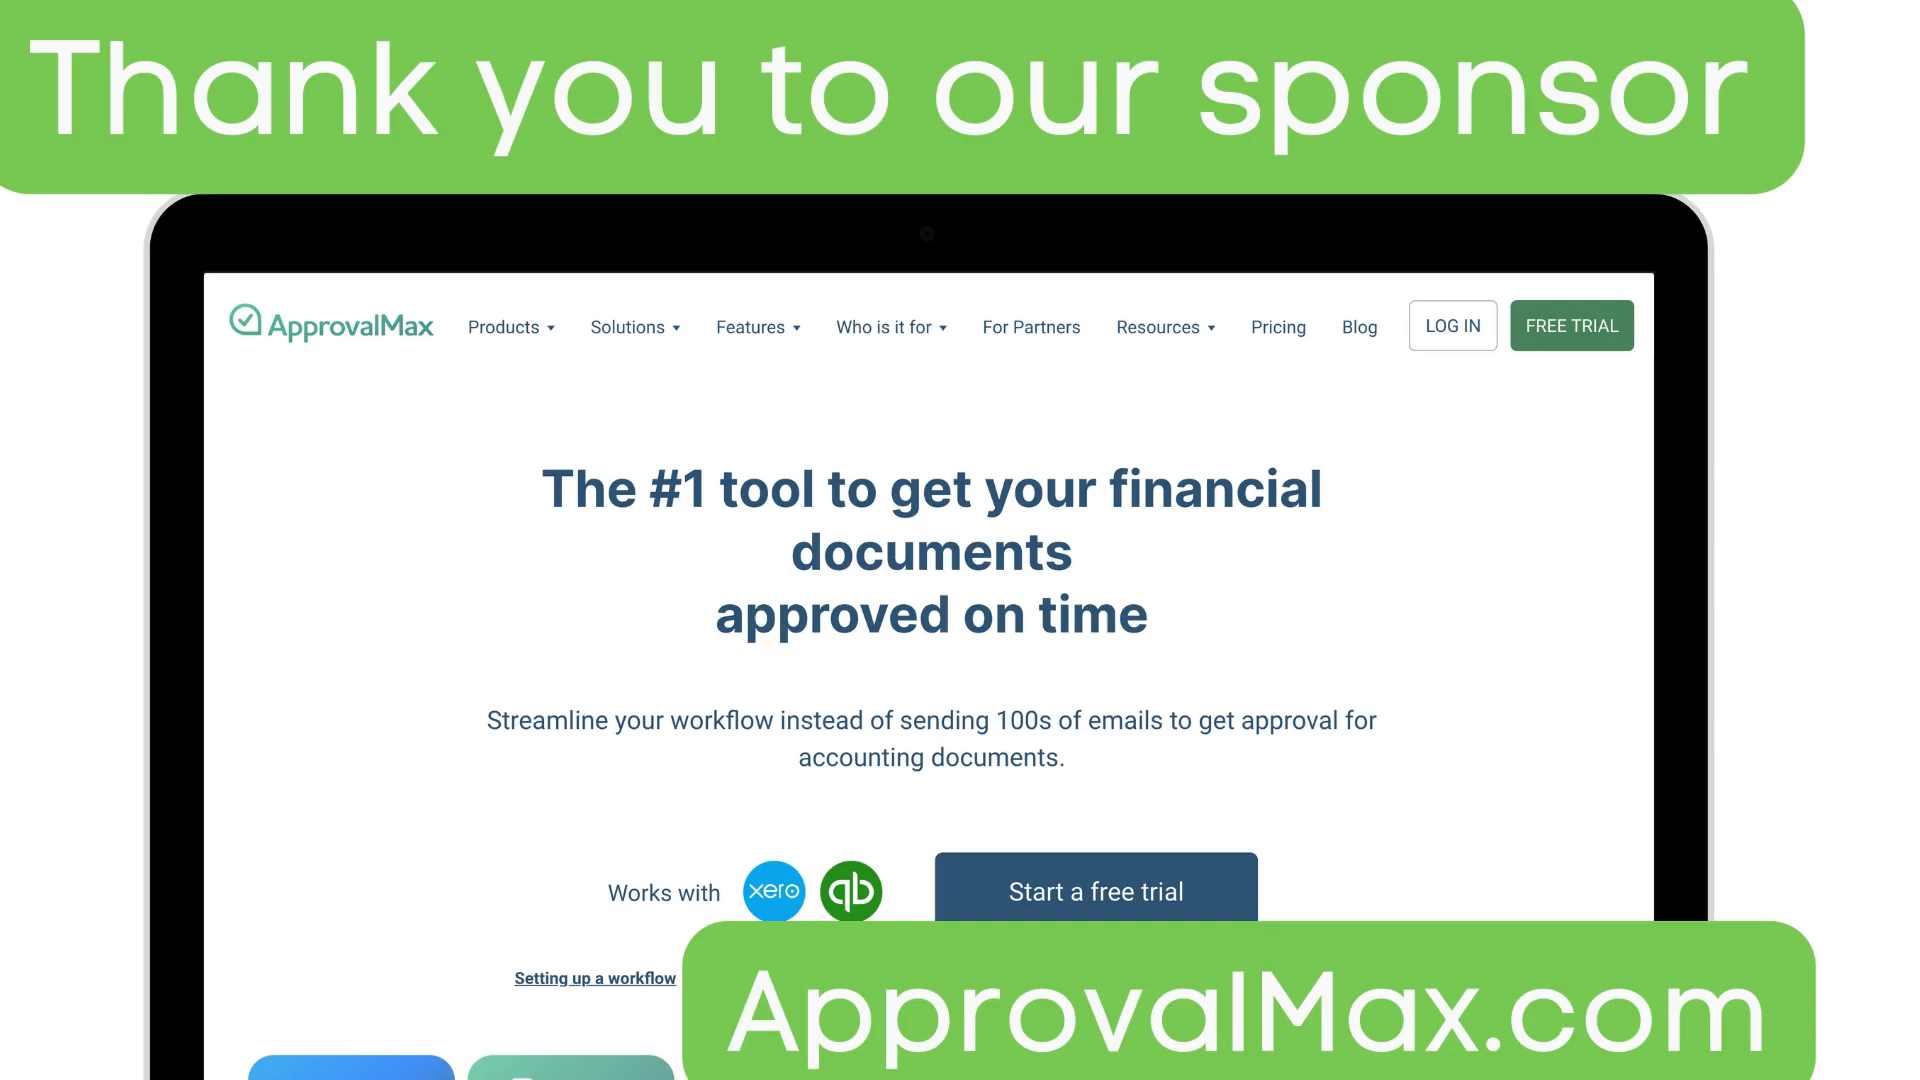 Thank you to our sponsor
ApprovalMax Products Solutions Features Who is it for For Partners Resources Pricing Blog LOG IN FREE TRIAL
The #1 tool to get your financial
documents
approved on time
Streamline your workflow instead of sending 100s of emails to get approval for
accounting documents.
Works with xero qb Start a free trial
Setting up a workflow
ApprovalMax.com